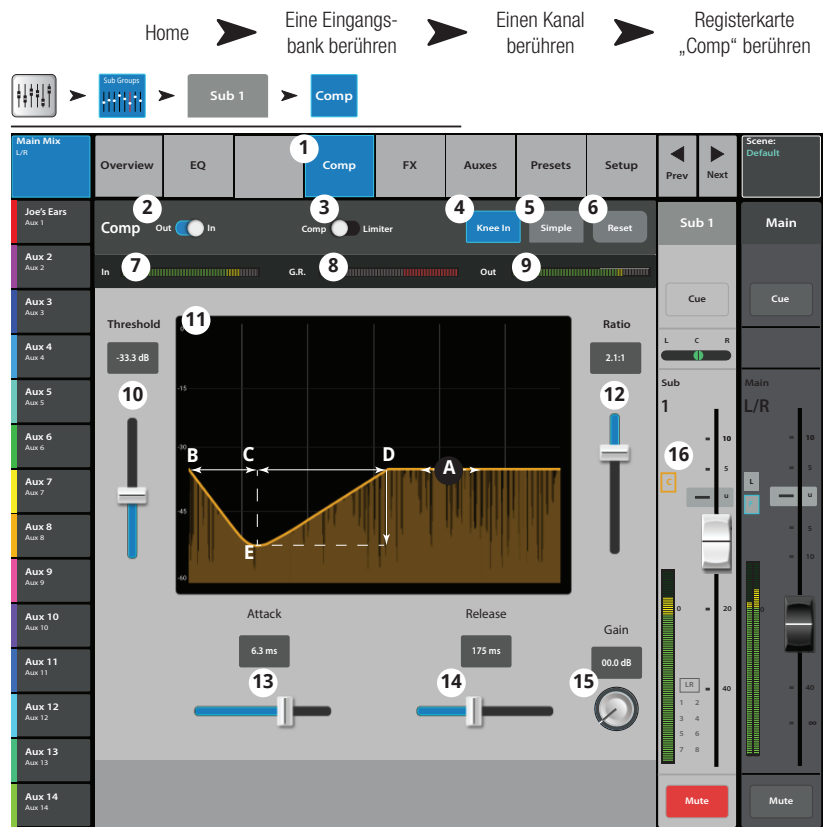 Home
Eine Eingangs-
bank berühren
Einen Kanal
berühren
Registerkarte
„Comp“ berühren
Sub Groups
Sub 1
Comp
Main Mix
L/R
Overview
EQ
1
Comp
FX
Auxes
Presets
Setup
Prev
Next
Scene:
Default
Joe's Ears
Aux 1
Aux 2
Aux 2
Aux 3
Aux 3
Aux 4
Aux 4
Aux 5
Aux 5
Aux 6
Aux 6
Aux 7
Aux 7
Aux 8
Aux 8
Aux 9
Aux 9
Aux 10
Aux 10
Aux 11
Aux 11
Aux 12
Aux 12
Aux 13
Aux 13
Aux 14
Aux 14
Comp
2
Out
In
3
Comp
Limiter
4
Knee In
5
Simple
6
Reset
In
7
G.R.
8
Out
9
Threshold
-33.3 dB
10
11
0
-15
-30
-45
-60
B
C
D
A
E
Ratio
2.1:1
12
Attack
6.3 ms
13
Release
175 ms
14
Gain
00.0 dB
15
Sub 1
Cue
L C R
Sub
1
16
C
10
5
U
0
20
LR
40
1 2
3 4
5 6
7 8
Mute
Main
Cue
Main
L/R
L
10
5
U
5
10
0
20
40
∞
Mute